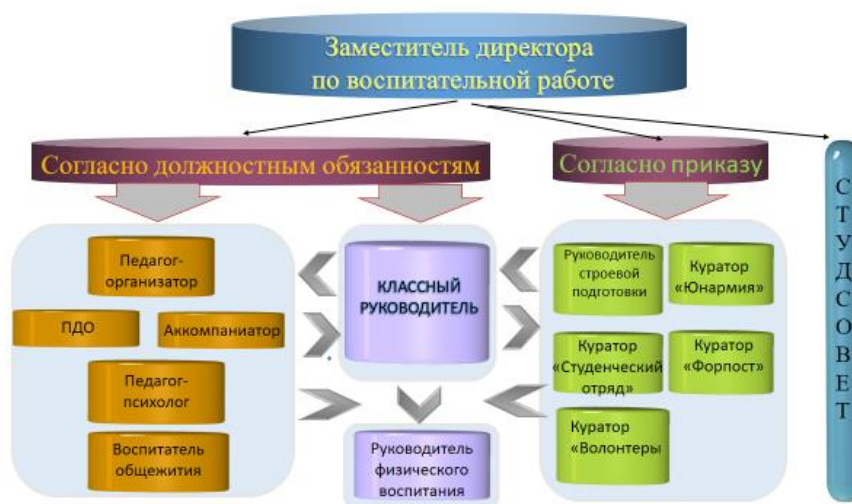 Заместитель директора
по воспитательной работе
Согласно должностным обязанностям
Согласно приказу
Педагог-
организатор
ПДО
Аккомпаниатор
Педагог-
психолог
Воспитатель
общежития
КЛАССНЫЙ
РУКОВОДИТЕЛЬ
Руководитель
физического
воспитания
Руководитель
строевой
подготовки
Куратор
«Юнармия»
Куратор
«Студенческий
отряд»
Куратор
«Форпост»
Куратор
«Волонтеры
СТУДСОВЕТ